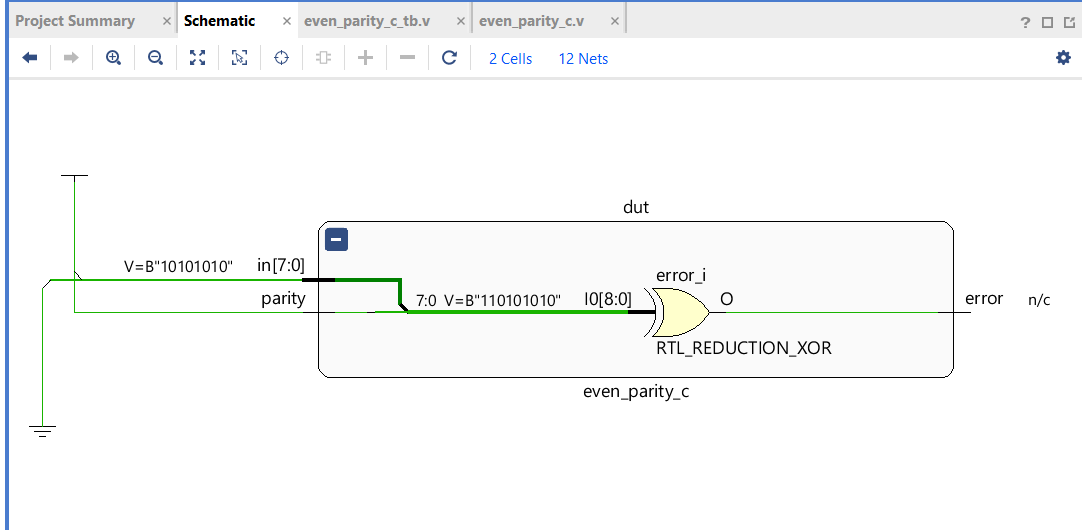 Project Summary × Schematic × even_parity_c_tb.v × even_parity_c.v × ?
2 Cells 12 Nets
dut
V=B"10101010" in[7:0]
error_i
parity 7:0 V=B"110101010" I0[8:0] O error n/c
RTL_REDUCTION_XOR
even_parity_c